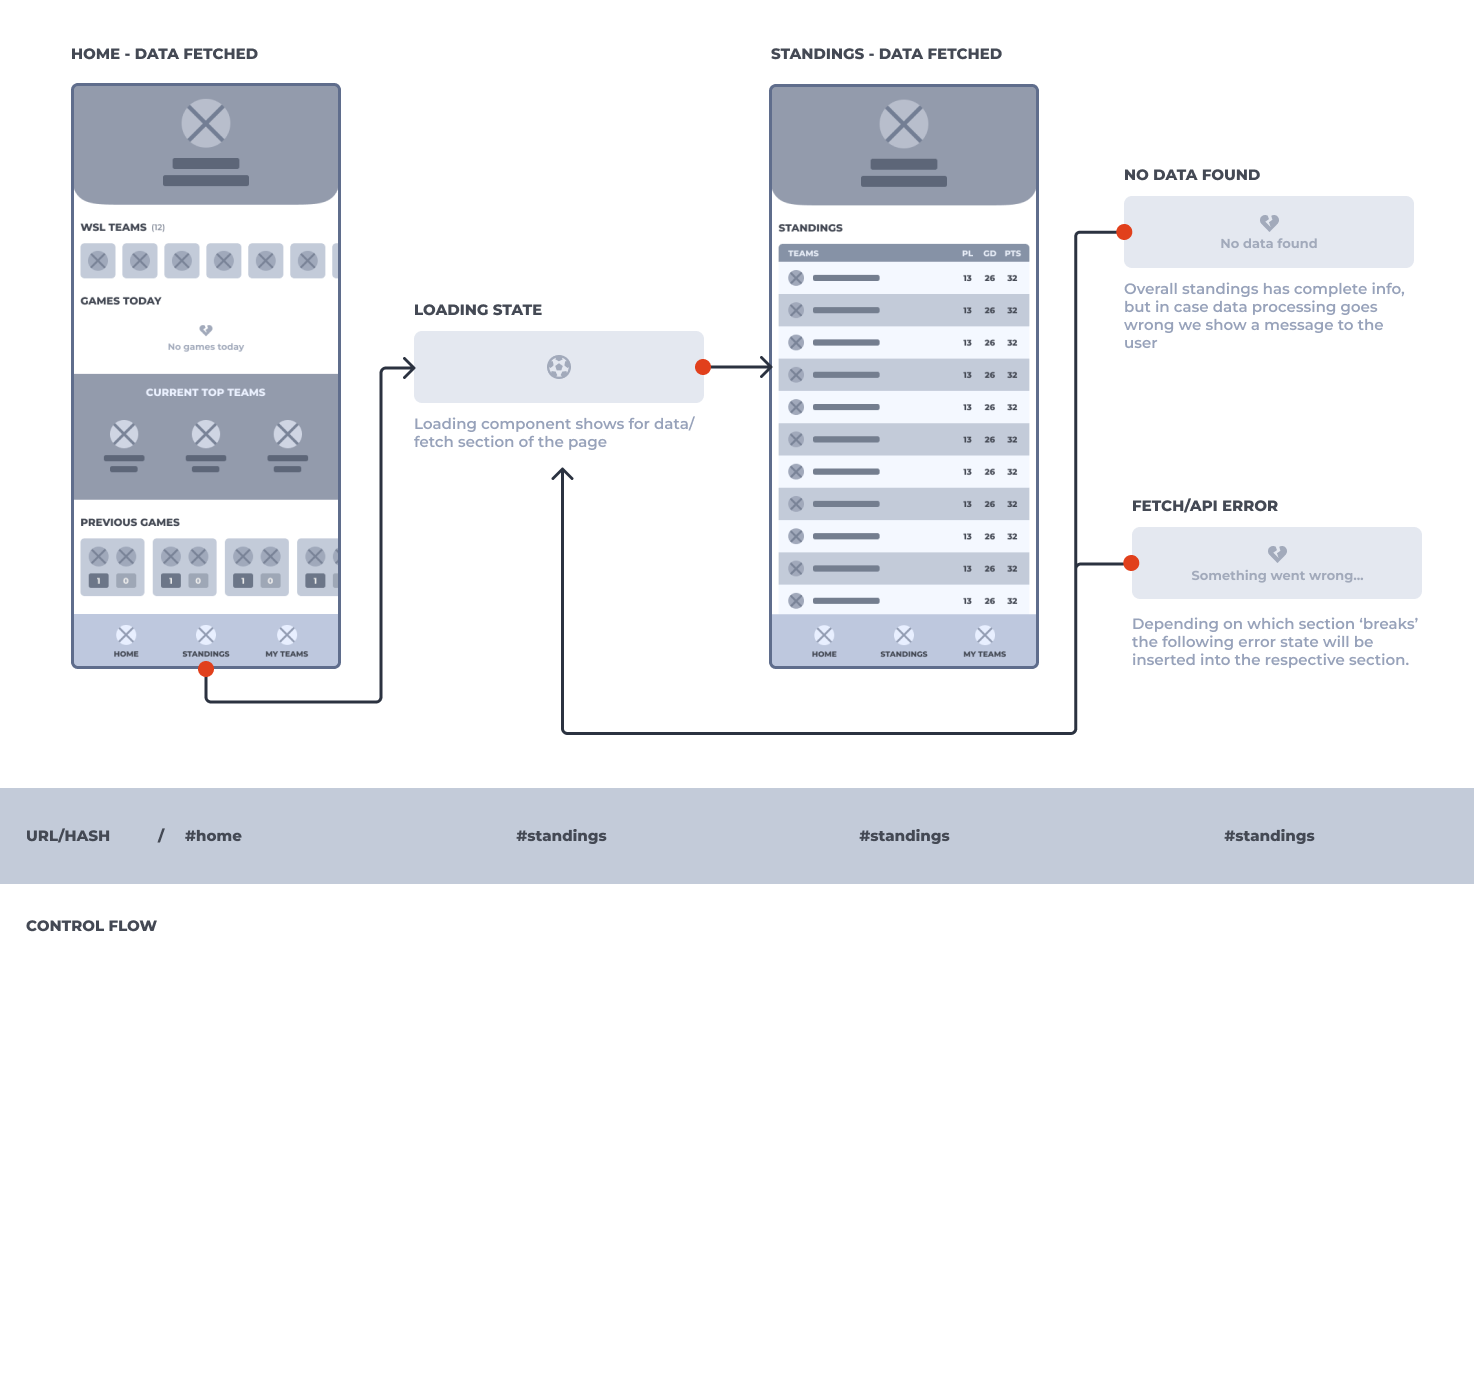 HOME - DATA FETCHED
WSL TEAMS (12)
GAMES TODAY
No games today
CURRENT TOP TEAMS
PREVIOUS GAMES
1 0 1 0 1 0 1
HOME STANDINGS MY TEAMS
LOADING STATE
Loading component shows for data/
fetch section of the page
STANDINGS - DATA FETCHED
STANDINGS
TEAMS PL GD PTS
13 26 32
13 26 32
13 26 32
13 26 32
13 26 32
13 26 32
13 26 32
13 26 32
13 26 32
13 26 32
13 26 32
HOME STANDINGS MY TEAMS
NO DATA FOUND
No data found
Overall standings has complete info,
but in case data processing goes
wrong we show a message to the
user
FETCH/API ERROR
Something went wrong...
Depending on which section ‘breaks’
the following error state will be
inserted into the respective section.
URL/HASH / #home #standings #standings #standings
CONTROL FLOW